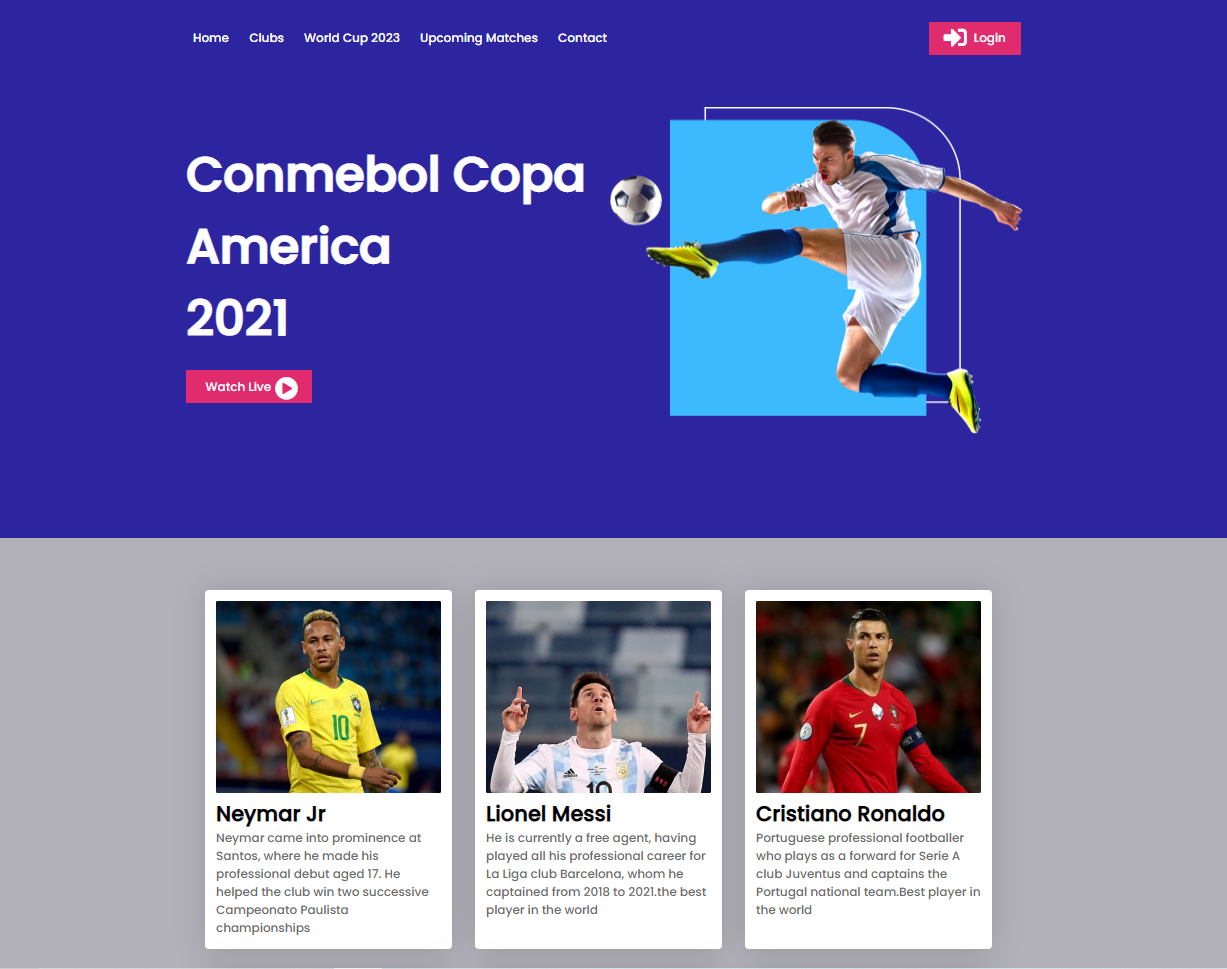 Home Clubs World Cup 2023 Upcoming Matches Contact Login
Conmebol Copa
America
2021
Watch Live
10
10
7
Neymar Jr
Neymar came into prominence at
Santos, where he made his
professional debut aged 17. He
helped the club win two successive
Campeonato Paulista
championships
Lionel Messi
He is currently a free agent, having
played all his professional career for
La Liga club Barcelona, whom he
captained from 2018 to 2021.the best
player in the world
Cristiano Ronaldo
Portuguese professional footballer
who plays as a forward for Serie A
club Juventus and captains the
Portugal national team.Best player in
the world